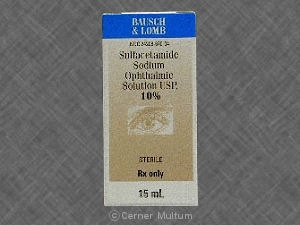 BAUSCH
& LOMB
Sulfacetamide
Sodium
Ophthalmic
Solution USP
10%
STERILE
Rx only
15 mL
© Cerner Multum